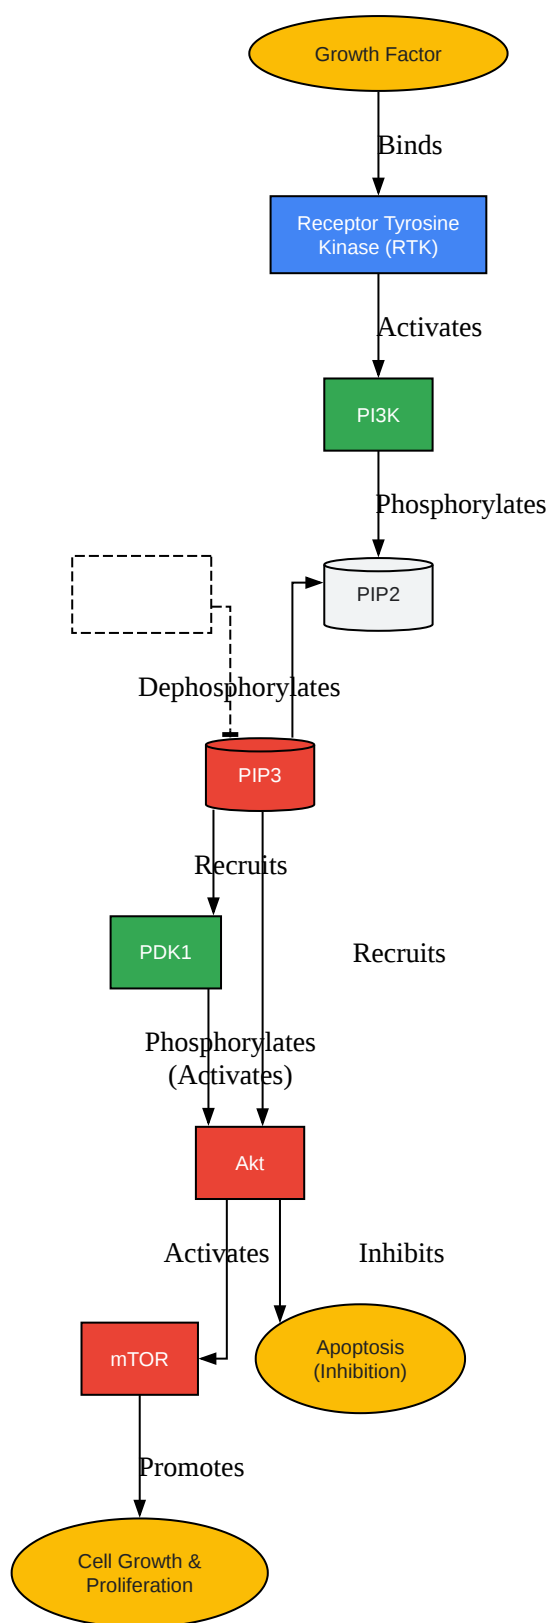 Growth Factor
Binds
Receptor Tyrosine
Kinase (RTK)
Activates
PI3K
Phosphorylates
PIP2
Dephosphorylates
PIP3
Recruits
PDK1
Recruits
Phosphorylates
(Activates)
Akt
Activates
Inhibits
mTOR
Apoptosis
(Inhibition)
Promotes
Cell Growth &
Proliferation